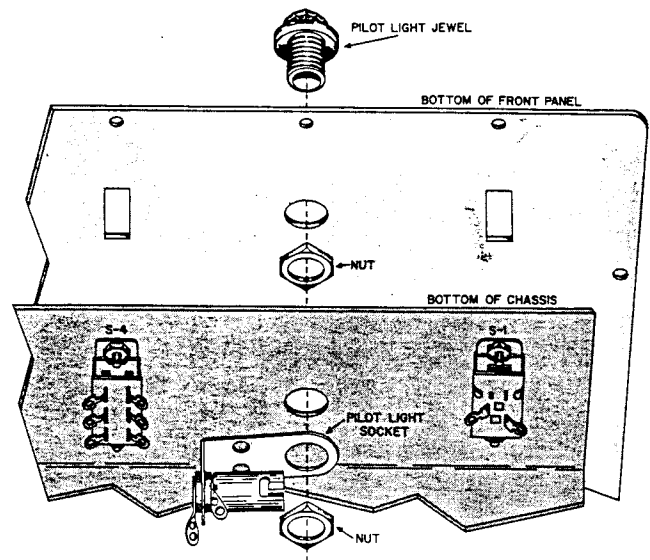 PILOT LIGHT JEWEL
BOTTOM OF FRONT PANEL
NUT
BOTTOM OF CHASSIS
S-4
S-1
PILOT LIGHT
SOCKET
NUT